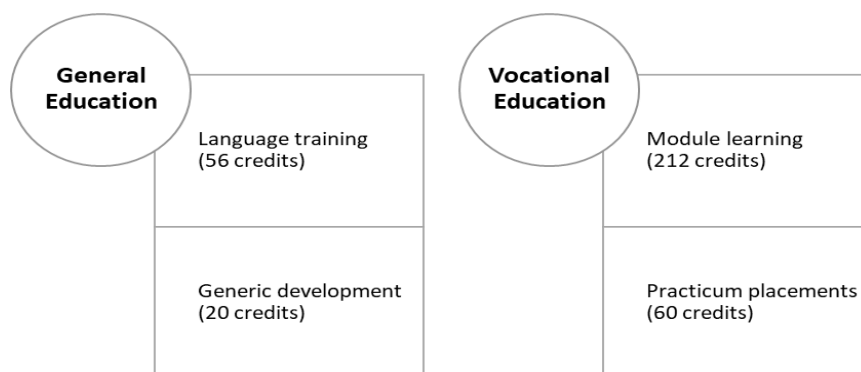 General
Education
Language training
(56 credits)
Generic development
(20 credits)
Vocational
Education
Module learning
(212 credits)
Practicum placements
(60 credits)